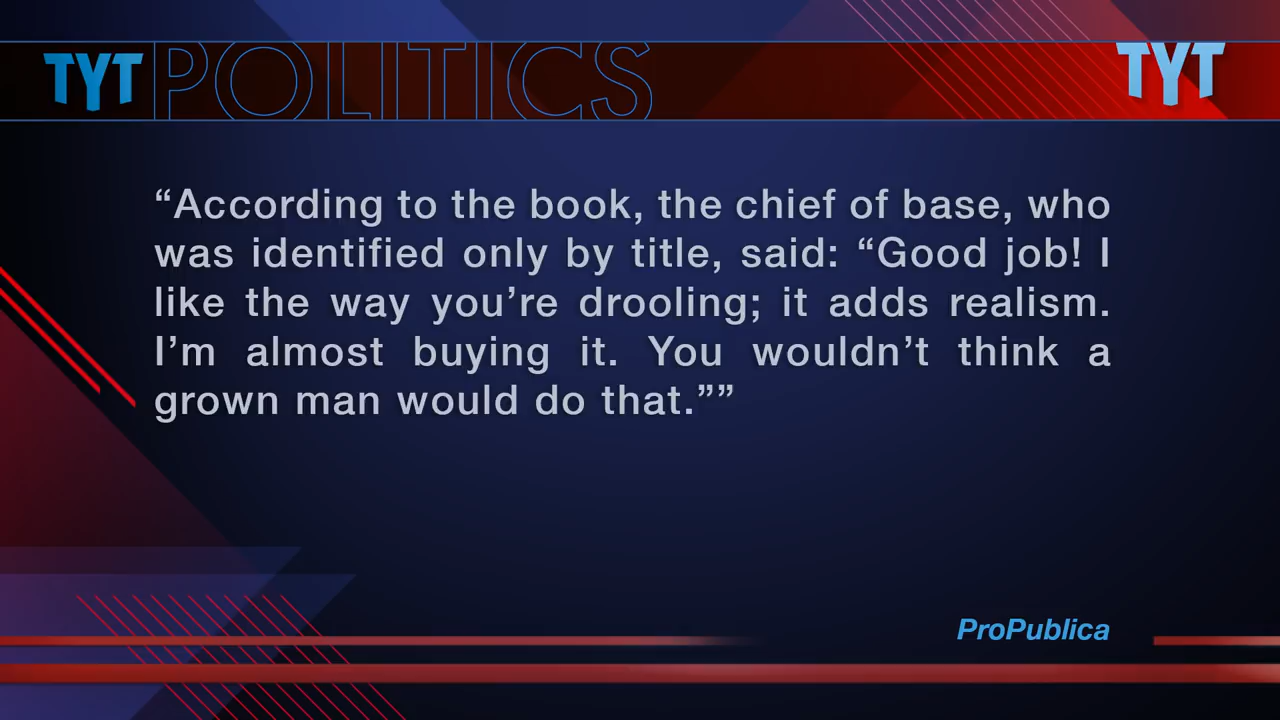 TYT POLITICS
TYT
“According to the book, the chief of base, who
was identified only by title, said: “Good job! I
like the way you’re drooling; it adds realism.
I’m almost buying it. You wouldn’t think a
grown man would do that.””
ProPublica